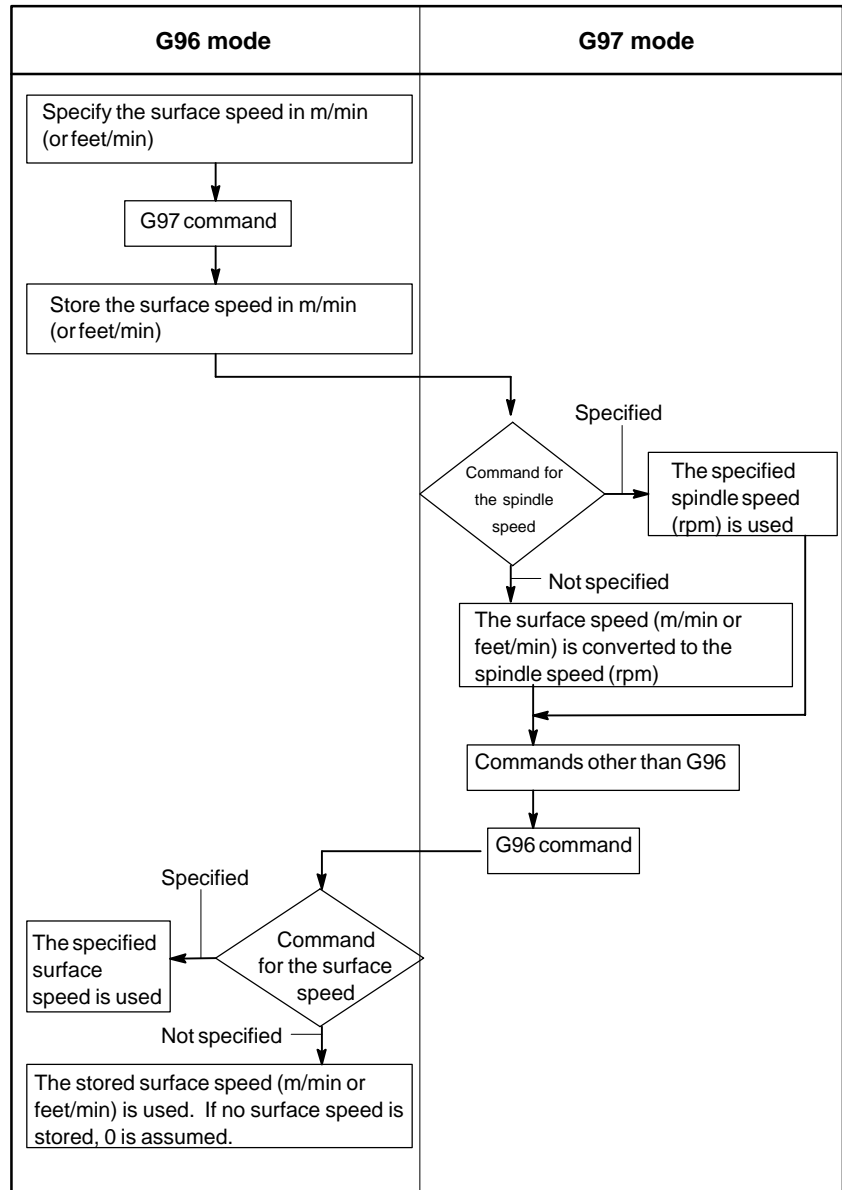 G96 mode
G97 mode
Specify the surface speed in m/min
(or feet/min)
G97 command
Store the surface speed in m/min
(or feet/min)
Specified
Command for
the spindle
speed
The specified
spindle speed
(rpm) is used
Not specified
The surface speed (m/min or
feet/min) is converted to the
spindle speed (rpm)
Commands other than G96
G96 command
Specified
Command
for the surface
speed
The specified
surface
speed is used
Not specified
The stored surface speed (m/min or
feet/min) is used. If no surface speed is
stored, 0 is assumed.